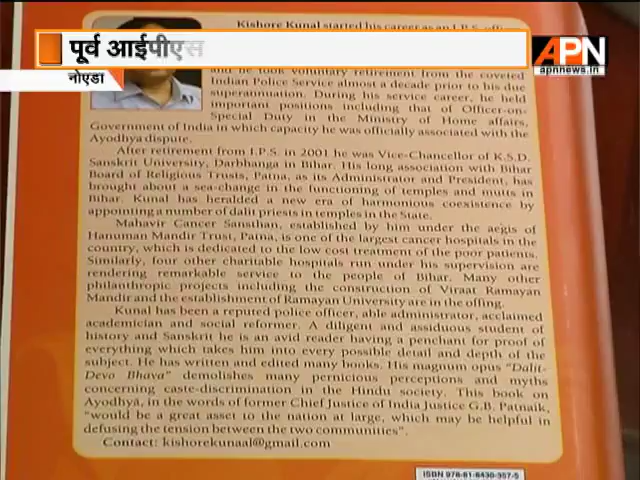 Kishore Kunal started his career as an I.P.S.
पूर्व आईपीएस
APN
apnnews.in
नोएडा
and he took voluntary retirement from the coveted
Indian Police Service almost a decade prior to his due
superannuation. During his service career, he held
important positions including that of Officer-on-
Special Duty in the Ministry of Home affairs,
Government of India in which capacity he was officially associated with the
Ayodhya dispute.
After retirement from I.P.S. in 2001 he was Vice-Chancellor of K.S.D.
Sanskrit University, Darbhanga in Bihar. His long association with Bihar
Board of Religious Trusts, Patna, as its Administrator and President, has
brought about a sea-change in the functioning of temples and mutts in
Bihar. Kunal has heralded a new era of harmonious coexistence by
appointing a number of dalit priests in temples in the State.
Mahavir Cancer Sansthan, established by him under the aegis of
Hanuman Mandir Trust, Patna, is one of the largest cancer hospitals in the
country, which is dedicated to the low cost treatment of the poor patients.
Similarly, four other charitable hospitals run under his supervision are
rendering remarkable service to the people of Bihar. Many other
philanthropic projects including the construction of Viraat Ramayan
Mandir and the establishment of Ramayan University are in the offing.
Kunal has been a reputed police officer, able administrator, acclaimed
academician and social reformer. A diligent and assiduous student of
history and Sanskrit he is an avid reader having a penchant for proof of
everything which takes him into every possible detail and depth of the
subject. He has written and edited many books. His magnum opus "Dalit-
Devo Bhava" demolishes many pernicious perceptions and myths
concerning caste-discrimination in the Hindu society. This book on
Ayodhya, in the words of former Chief Justice of India Justice G.B. Patnaik,
"would be a great asset to the nation at large, which may be helpful in
defusing the tension between the two communities".
Contact: kishorekunaal@gmail.com
ISBN 978-81-8430-357-5